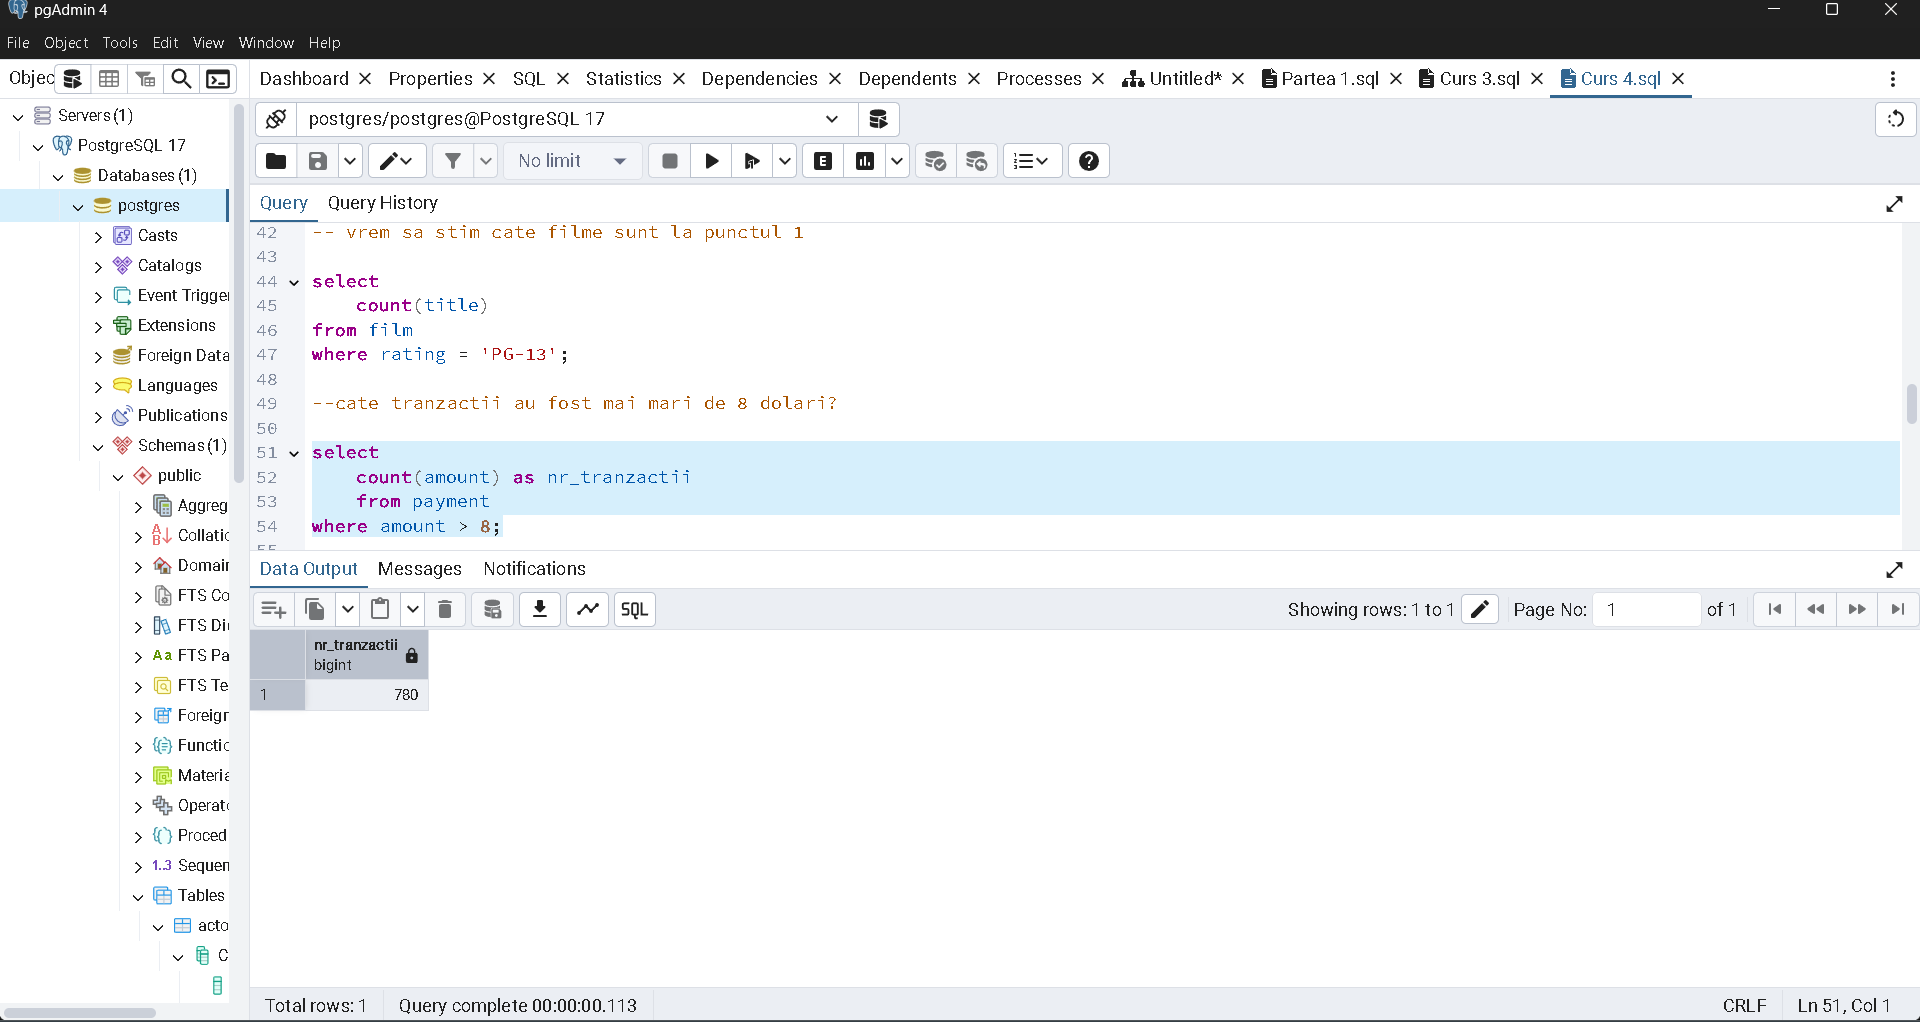 pgAdmin 4
File Object Tools Edit View Window Help
Objec
Dashboard Properties SQL Statistics Dependencies Dependents Processes Untitled* Partea 1.sql Curs 3.sql Curs 4.sql
Servers (1)
PostgreSQL 17
Databases (1)
postgres
Casts
Catalogs
Event Trigge
Extensions
Foreign Data
Languages
Publications
Schemas (1)
public
Aggreg
Collatio
Domain
FTS Co
FTS Di
FTS Pa
FTS Te
Foreign
Functio
Materia
Operato
Proced
1.3 Sequen
Tables
acto
C
postgres/postgres@PostgreSQL 17
No limit
Query Query History
42 -- vrem sa stim cate filme sunt la punctul 1
43
44 select
45 count(title)
46 from film
47 where rating = 'PG-13';
48
49 --cate tranzactii au fost mai mari de 8 dolari?
50
51 select
52 count(amount) as nr_tranzactii
53 from payment
54 where amount > 8;
55
Data Output Messages Notifications
SQL
Showing rows: 1 to 1 Page No: 1 of 1
nr_tranzactii
bigint
1 780
Total rows: 1 Query complete 00:00:00.113 CRLF Ln 51, Col 1